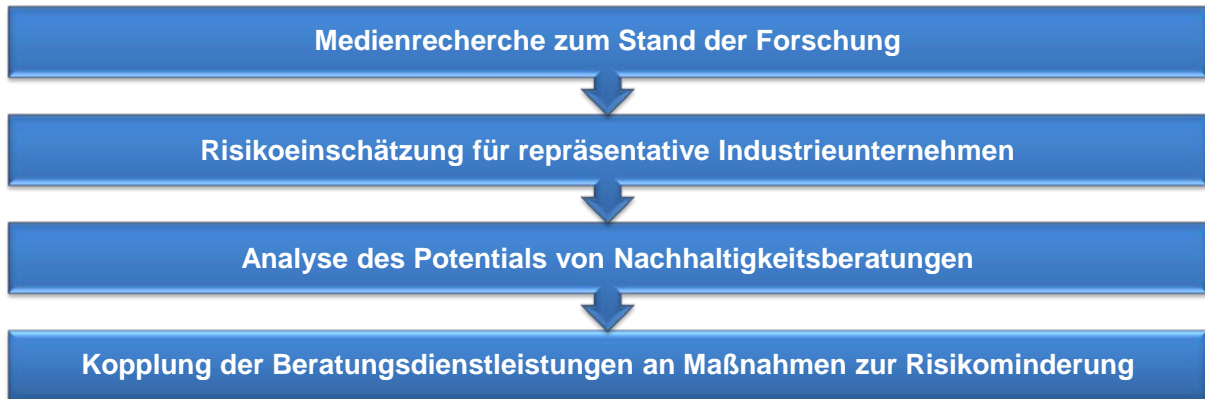 Medienrecherche zum Stand der Forschung
Risikoeinschätzung für repräsentative Industrieunternehmen
Analyse des Potentials von Nachhaltigkeitsberatungen
Kopplung der Beratungsdienstleistungen an Maßnahmen zur Risikominderung